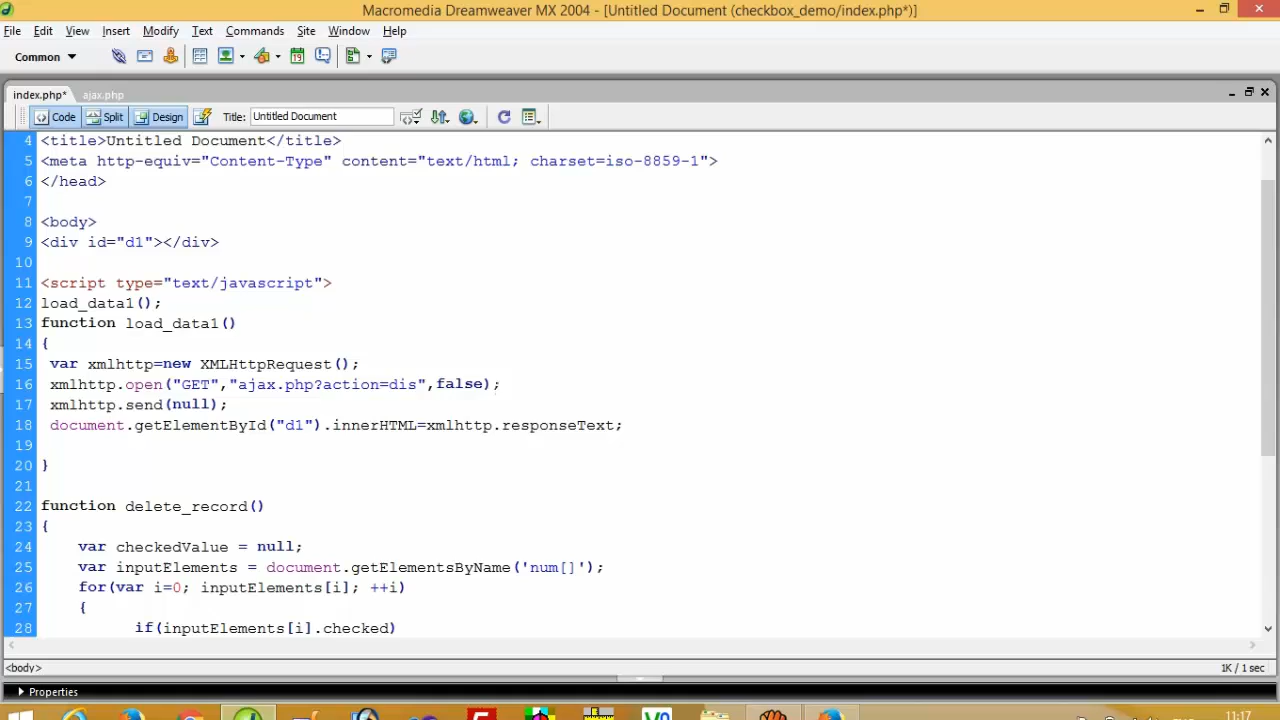 Macromedia Dreamweaver MX 2004 - [Untitled Document (checkbox_demo/index.php*)]
File Edit View Insert Modify Text Commands Site Window Help
Common
index.php* ajax.php
Code Split Design Title: Untitled Document
4 <title>Untitled Document</title>
5 <meta http-equiv="Content-Type" content="text/html; charset=iso-8859-1">
6 </head>
7
8 <body>
9 <div id="d1"></div>
10
11 <script type="text/javascript">
12 load_data1();
13 function load_data1()
14 {
15 var xmlhttp=new XMLHttpRequest();
16 xmlhttp.open("GET","ajax.php?action=dis",false);
17 xmlhttp.send(null);
18 document.getElementById("d1").innerHTML=xmlhttp.responseText;
19
20 }
21
22 function delete_record()
23 {
24 var checkedValue = null;
25 var inputElements = document.getElementsByName('num[]');
26 for(var i=0; inputElements[i]; ++i)
27 {
28 if(inputElements[i].checked)
<body> 1K / 1 sec
Properties
11:17